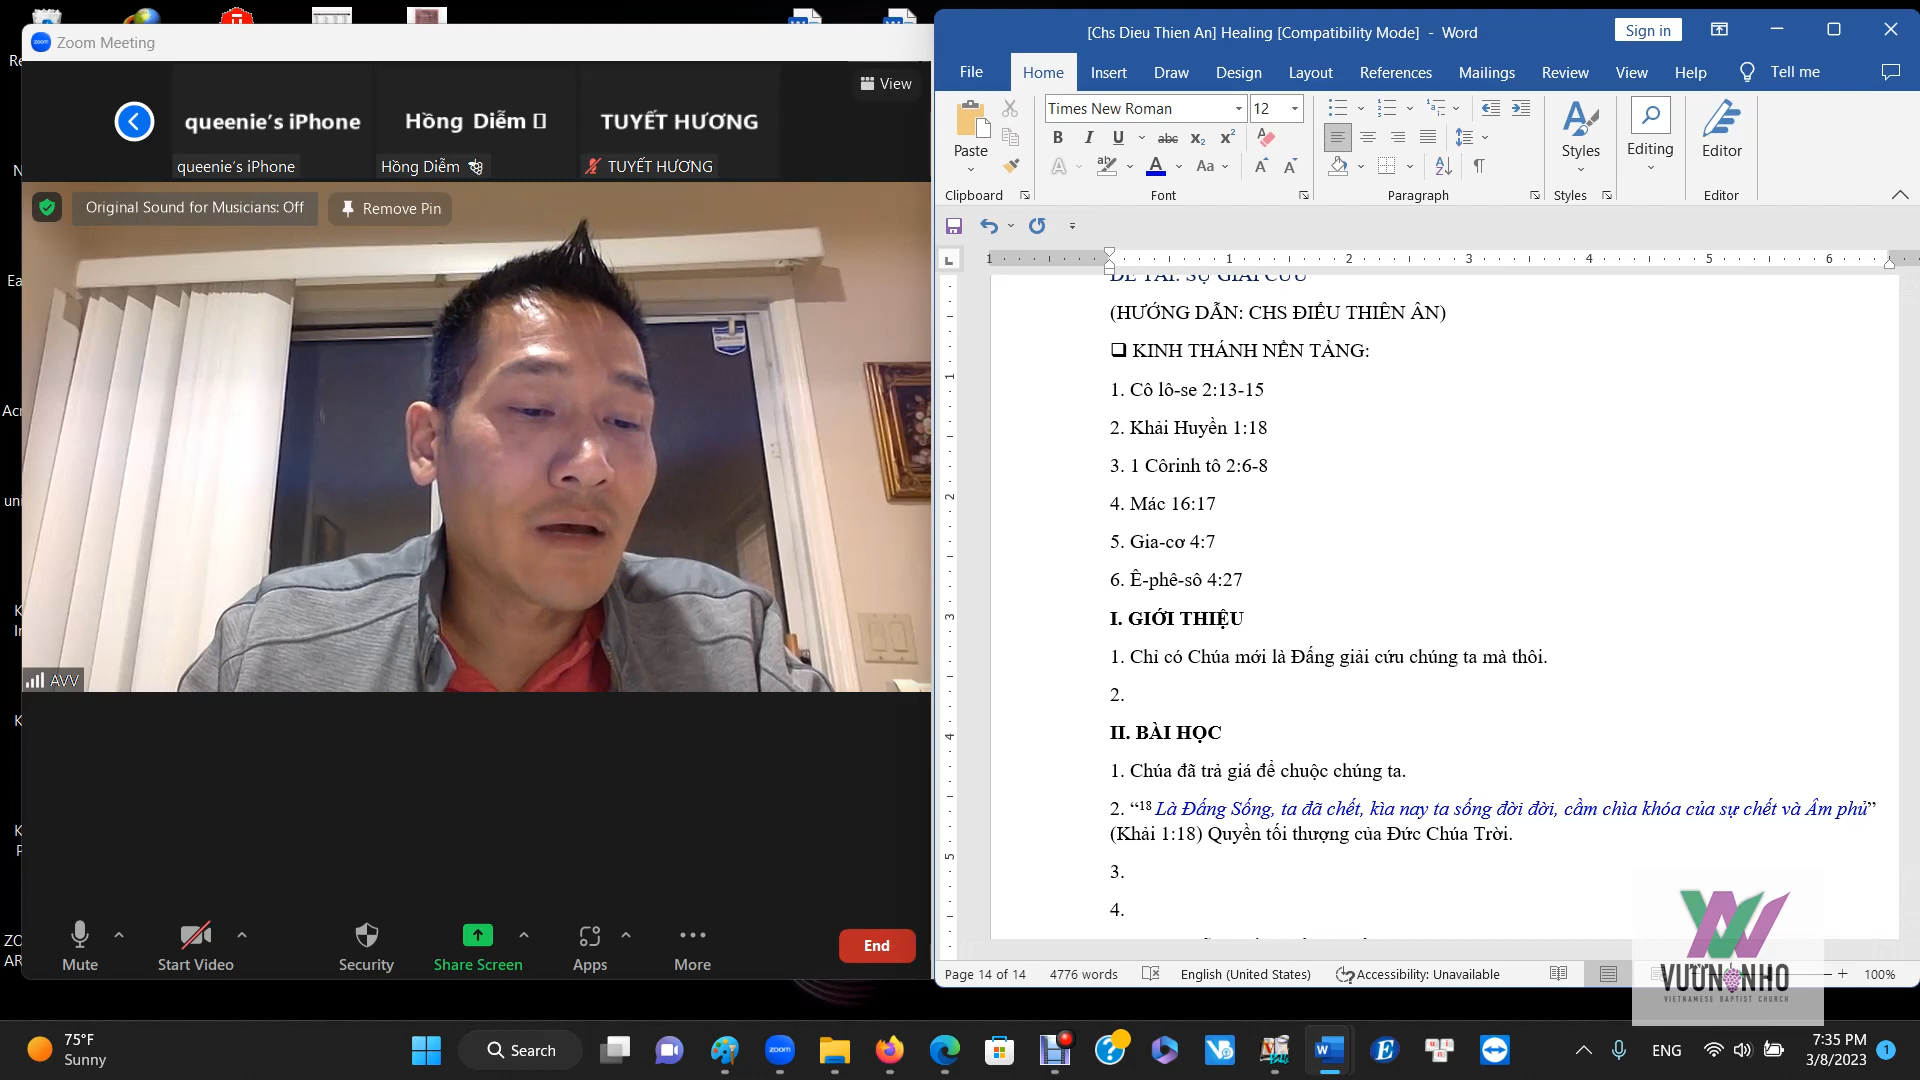 Zoom Meeting
View
queenie's iPhone
Hồng Diễm
TUYẾT HƯƠNG
queenie's iPhone
Hồng Diễm
TUYẾT HƯƠNG
Original Sound for Musicians: Off
Remove Pin
AVV
Mute
Start Video
Security
Share Screen
Apps
More
End
[Chs Dieu Thien An] Healing [Compatibility Mode] - Word
Sign in
File Home Insert Draw Design Layout References Mailings Review View Help Tell me
Times New Roman 12
Paste
Styles
Editing
Editor
Clipboard Font Paragraph Styles Editor
ĐỀ TÀI: SỰ GIẢI CỨU
(HƯỚNG DẪN: CHS ĐIỀU THIÊN ÂN)
KINH THÁNH NỀN TẢNG:
1. Cô lô-se 2:13-15
2. Khải Huyền 1:18
3. 1 Côrinh tô 2:6-8
4. Mác 16:17
5. Gia-cơ 4:7
6. Ê-phê-sô 4:27
I. GIỚI THIỆU
1. Chỉ có Chúa mới là Đấng giải cứu chúng ta mà thôi.
2.
II. BÀI HỌC
1. Chúa đã trả giá để chuộc chúng ta.
2. “18 Là Đấng Sống, ta đã chết, kìa nay ta sống đời đời, cầm chìa khóa của sự chết và Âm phủ”
(Khải 1:18) Quyền tối thượng của Đức Chúa Trời.
3.
4.
Page 14 of 14 4776 words English (United States) Accessibility: Unavailable 100%
VUONNHO
VIETNAMESE BAPTIST CHURCH
75°F
Sunny
Search
ENG
7:35 PM
3/8/2023
1